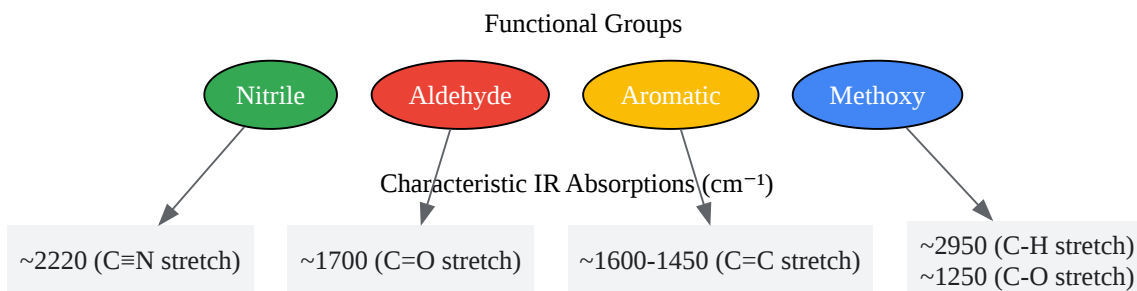 Functional Groups
Nitrile
Aldehyde
Aromatic
Methoxy
Characteristic IR Absorptions (cm⁻¹)
~2220 (C≡N stretch)
~1700 (C=O stretch)
~1600-1450 (C=C stretch)
~2950 (C-H stretch)
~1250 (C-O stretch)